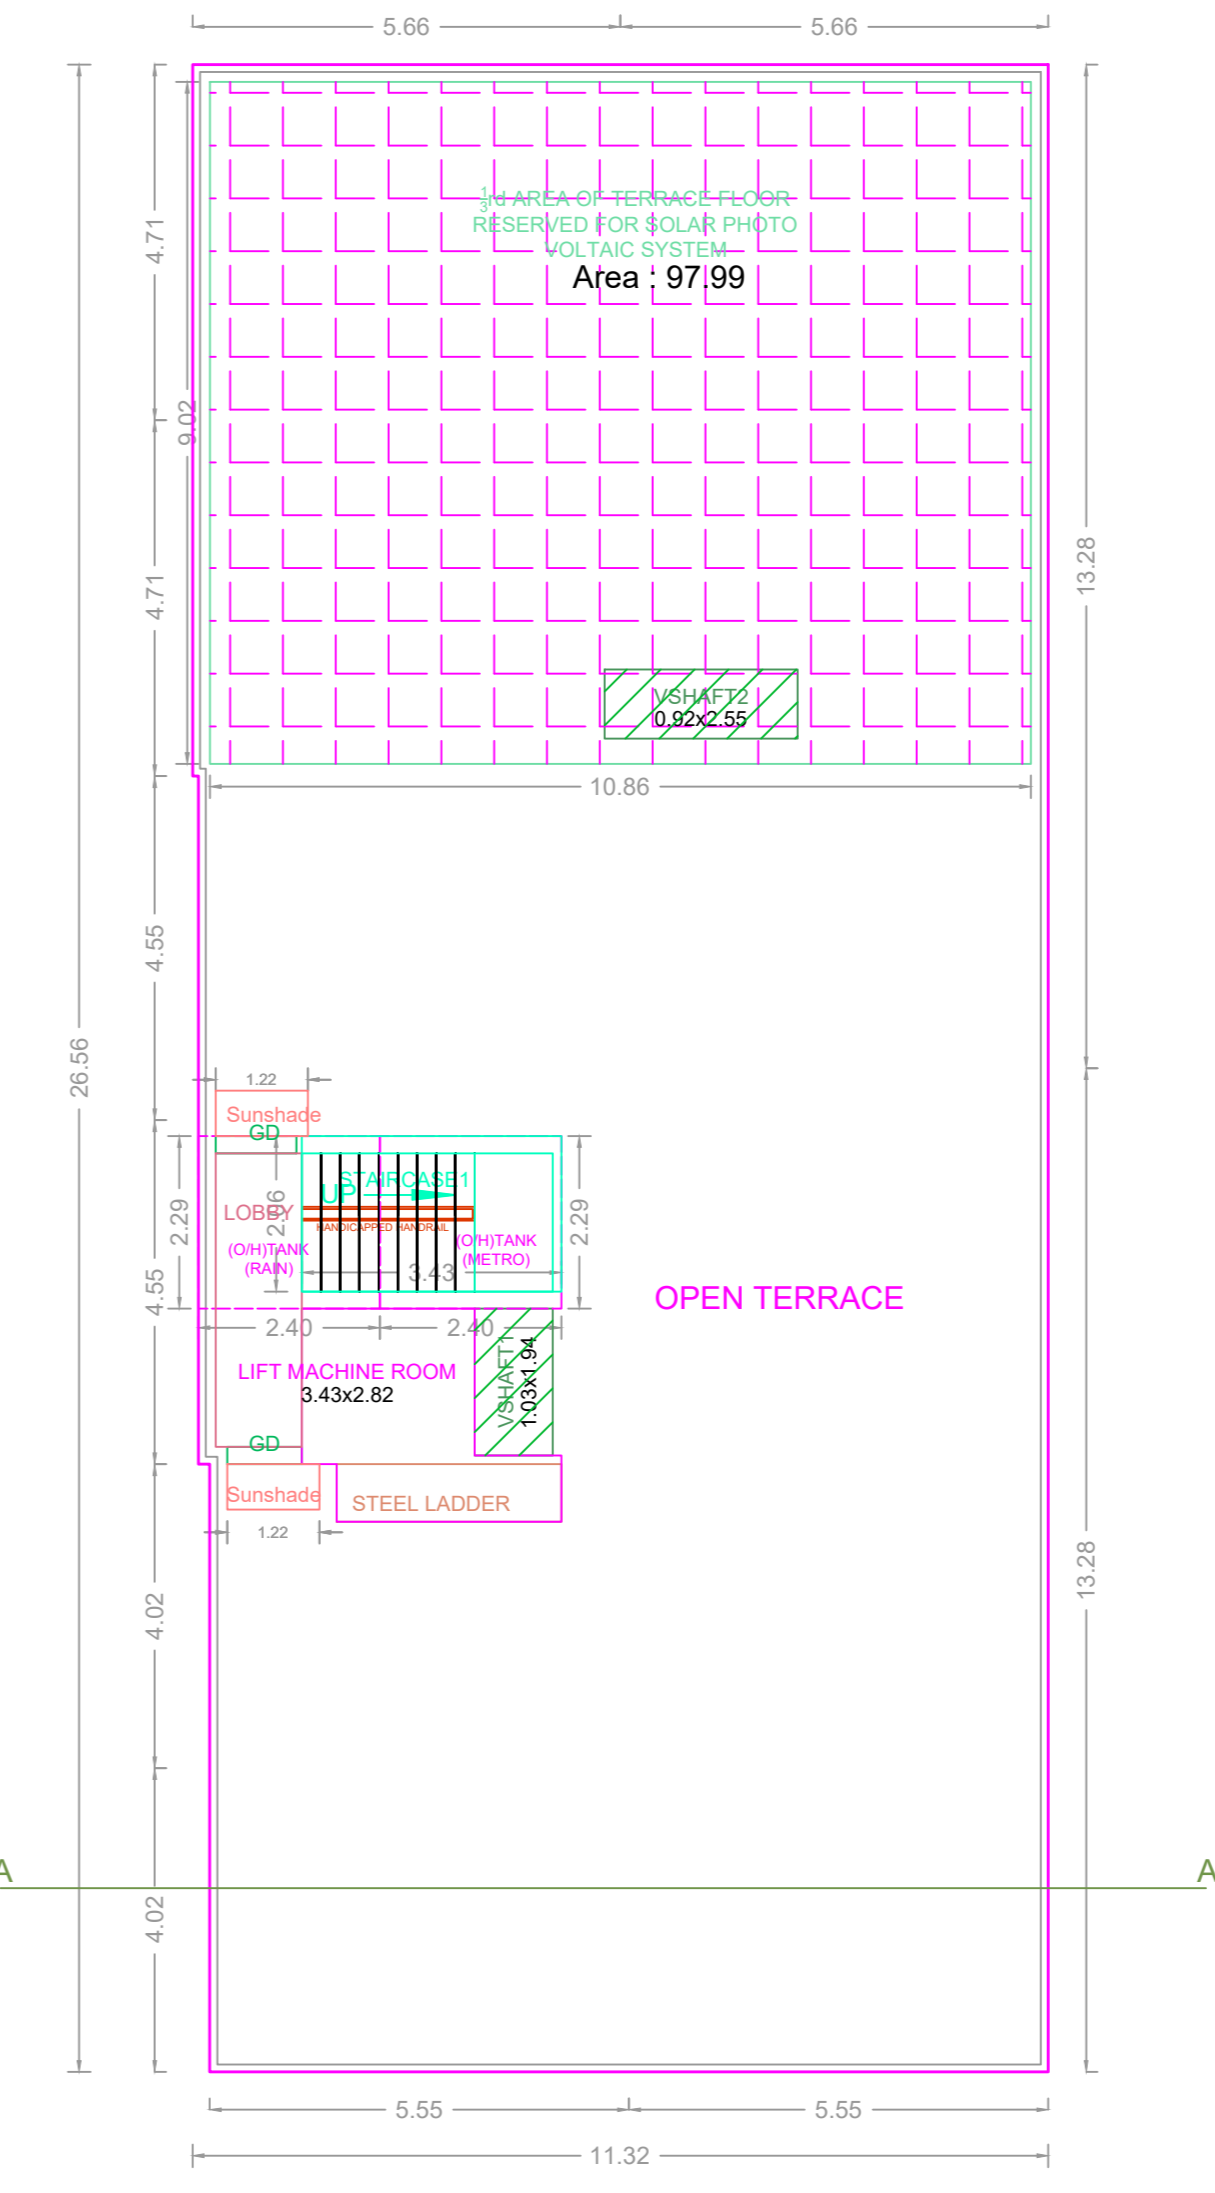 5.66
5.66
1/3rd AREA OF TERRACE FLOOR
RESERVED FOR SOLAR PHOTO
VOLTAIC SYSTEM
Area : 97.99
4.71
9.02
4.71
13.28
VSHAFT2
0.92x2.55
10.86
4.55
26.56
1.22
Sunshade
GD
STAIRCASE1
UP
LOBBY
2.06
HANDICAPPED HANDRAIL
2.29
2.29
(O/H)TANK
(RAIN)
(O/H)TANK
(METRO)
3.43
4.55
OPEN TERRACE
2.40
2.40
LIFT MACHINE ROOM
3.43x2.82
VSHAFT1
1.03x1.94
GD
Sunshade
STEEL LADDER
1.22
13.28
4.02
A
A
4.02
5.55
5.55
11.32